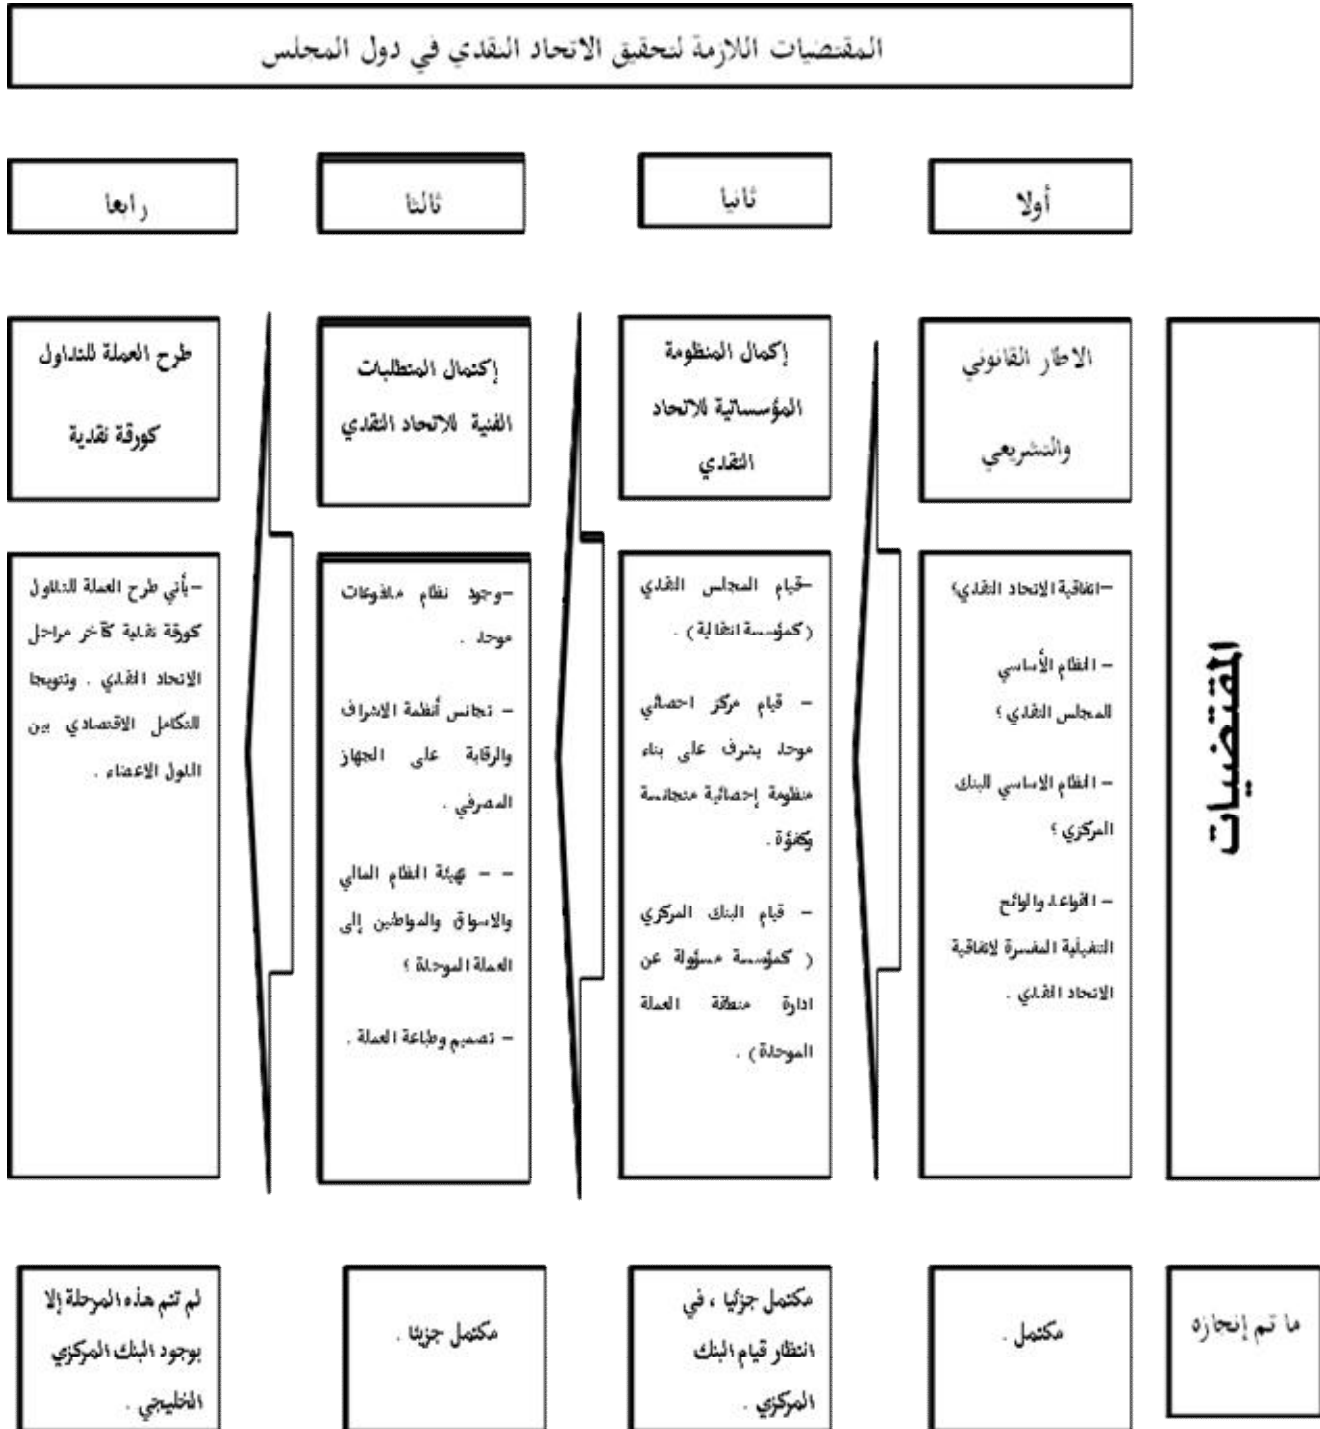 المقتضيات اللازمة لتحقيق الاتحاد النقدي في دول المجلس
أولا
ثانيا
ثالثا
رابعا
المقتضيات
الاطار القانوني
والتشريعي
إكمال المنظومة
المؤسساتية للاتحاد
النقدي
إكتمال المتطلبات
الفنية للاتحاد النقدي
طرح العملة للتداول
كورقة نقدية
–اتفاقية الاتحاد النقدي؟
– النظام الأساسي
للمجلس النقدي ؟
– النظام الاساسي للبنك
المركزي ؟
– القواعد والوائح
التنفيذية المفسرة لاتفاقية
الاتحاد النقدي .
–قيام المجلس النقدي
(كمؤسسة انتقالية) .
– قيام مركز احصائي
موحد يشرف على بناء
منظومة إحصائية متجانسة
وكفؤة .
– قيام البنك المركزي
( كمؤسسة مسؤولة عن
ادارة منطقة العملة
الموحدة) .
–وجود نظام مدفوعات
موحد .
– تجانس أنظمة الاشراف
والرقابة على الجهاز
المصرفي .
– – تهيئة النظام المالي
والاسواق والمواطنين إلى
العملة الموحدة ؟
– تصميم وطباعة العملة .
–يأتي طرح العملة للتداول
كورقة نقدية كآخر مراحل
الاتحاد النقدي . وتتويجا
للتكامل الاقتصادي بين
الدول الاعضاء .
ما تم إنجازه
مكتمل .
مكتمل جزئيا ، في
انتظار قيام البنك
المركزي .
مكتمل جزيئا .
لم تتم هذه المرحلة إلا
بوجود البنك المركزي
الخليجي .